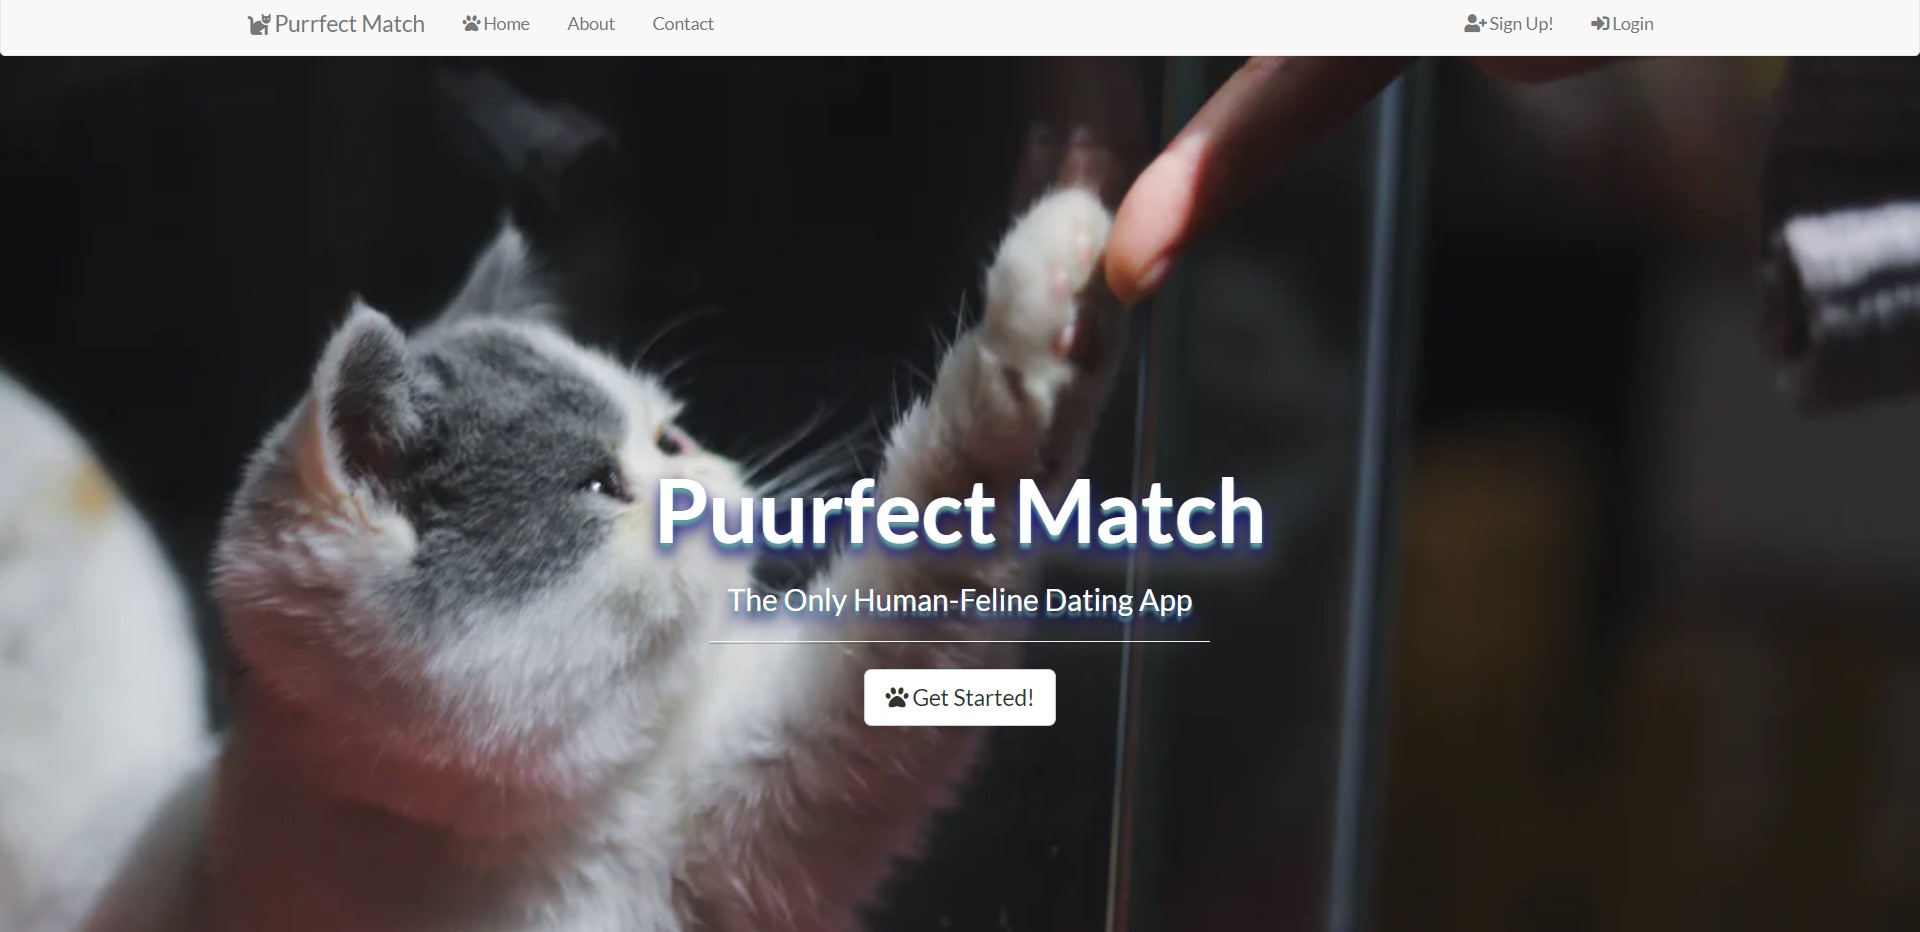 Purrfect Match Home About Contact Sign Up! Login
Puurfect Match
The Only Human-Feline Dating App
Get Started!